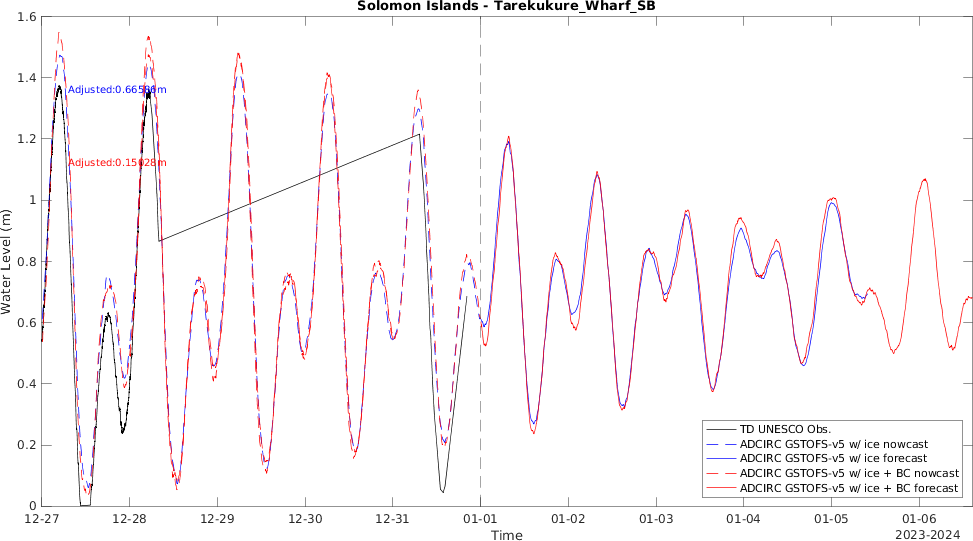 Solomon Islands - Tarekukure_Wharf_SB
Water Level (m)
1.6
1.4
1.2
1
0.8
0.6
0.4
0.2
0
Adjusted:0.66586m
Adjusted:0.15028m
TD UNESCO Obs.
ADCIRC GSTOFS-v5 w/ ice nowcast
ADCIRC GSTOFS-v5 w/ ice forecast
ADCIRC GSTOFS-v5 w/ ice + BC nowcast
ADCIRC GSTOFS-v5 w/ ice + BC forecast
12-27 12-28 12-29 12-30 12-31 01-01 01-02 01-03 01-04 01-05 01-06
Time
2023-2024